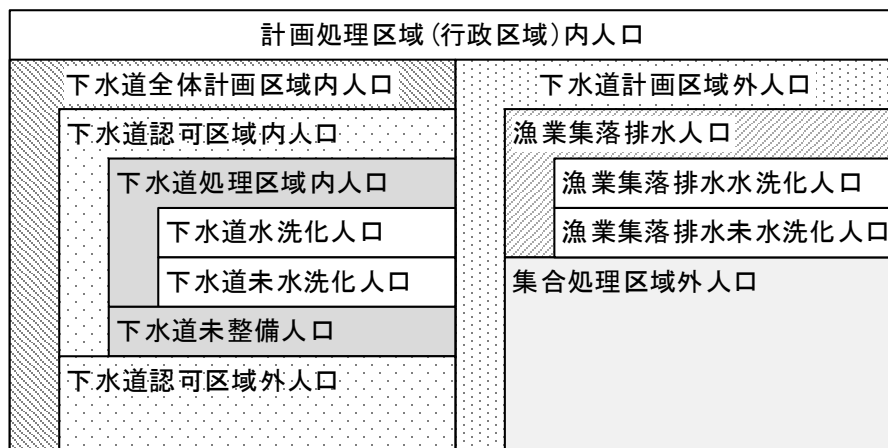 計画処理区域(行政区域)内人口
下水道全体計画区域内人口
下水道認可区域内人口
下水道処理区域内人口
下水道水洗化人口
下水道未水洗化人口
下水道未整備人口
下水道認可区域外人口
下水道計画区域外人口
漁業集落排水人口
漁業集落排水水洗化人口
漁業集落排水未水洗化人口
集合処理区域外人口